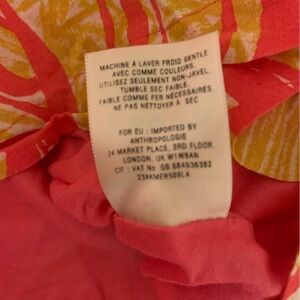 MACHINE À LAVER FROID GENTLE
AVEC COMME COULEURS.
UTILISEZ SEULEMENT NON-JAVEL.
TUMBLE SEC FAIBLE.
FAIBLE COMME FER NÉCESSAIRES.
NE PAS NETTOYER À SEC
FOR EU : IMPORTED BY
ANTHROPOLOGIE
24 MARKET PLACE, 3RD FLOOR.
LONDON. UK W1W8AN
CIF : VAT No GB 684936382
23AKMER509LA